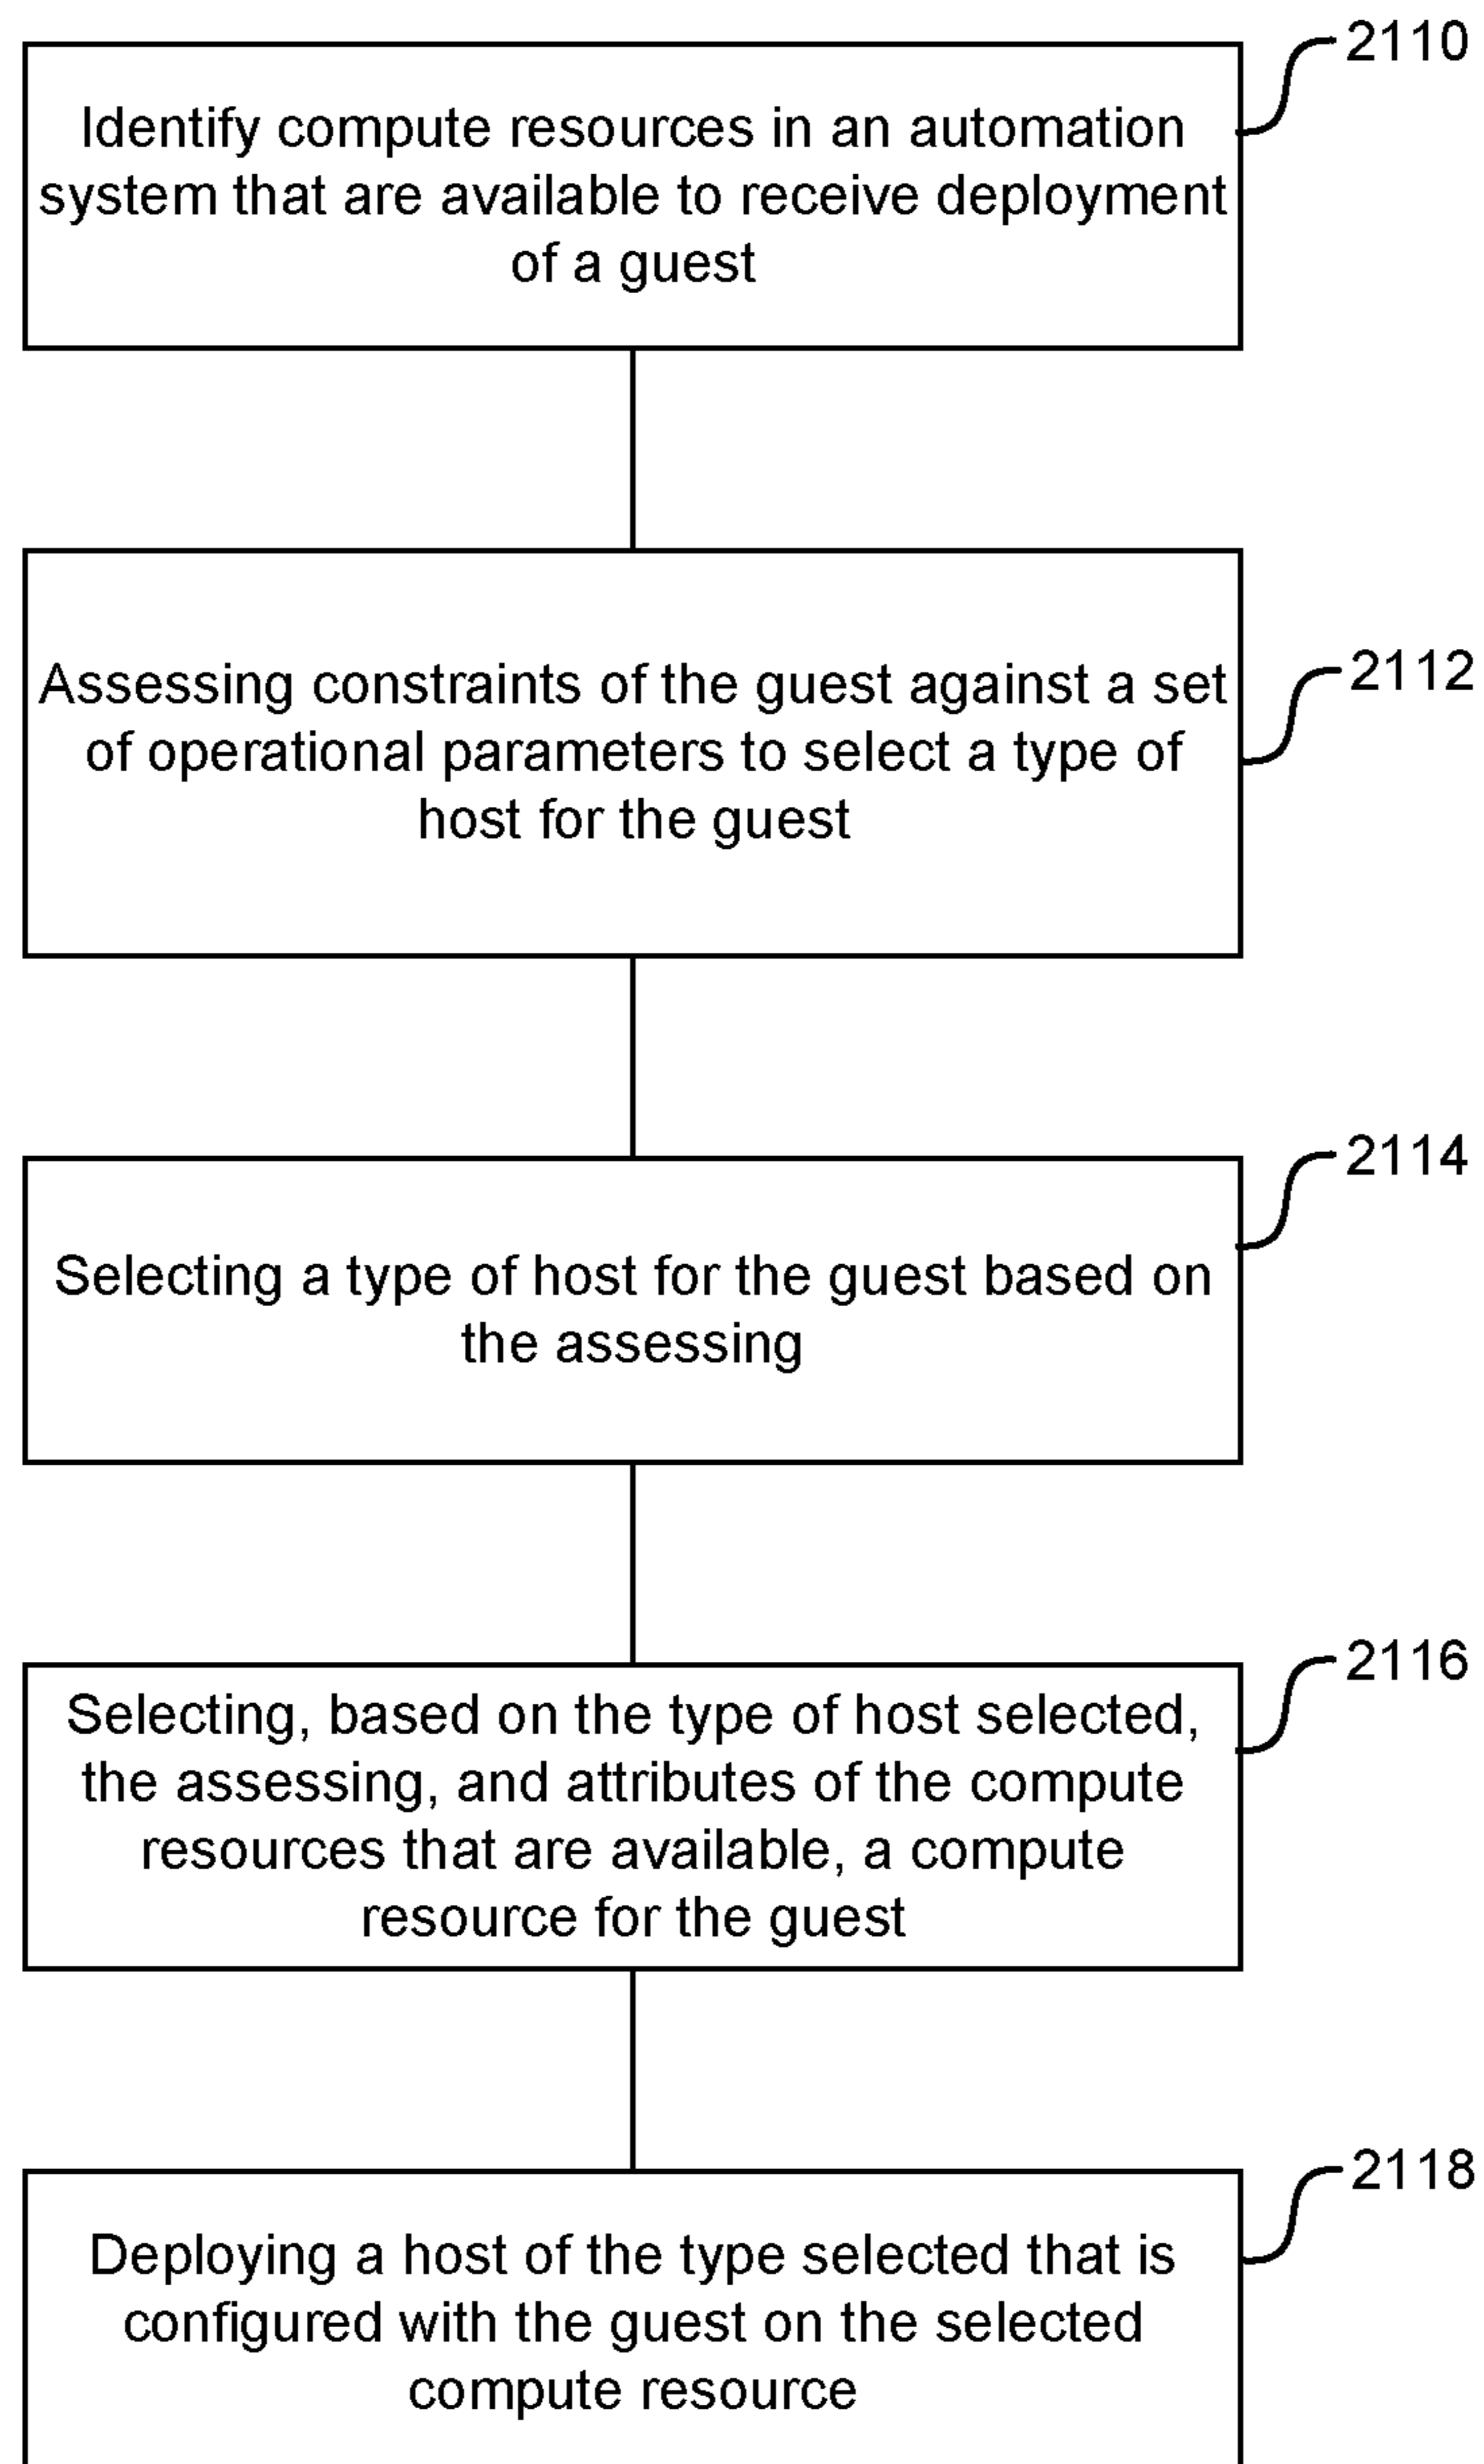 2110
Identify compute resources in an automation
system that are available to receive deployment
of a guest
2112
Assessing constraints of the guest against a set
of operational parameters to select a type of
host for the guest
2114
Selecting a type of host for the guest based on
the assessing
2116
Selecting, based on the type of host selected,
the assessing, and attributes of the compute
resources that are available, a compute
resource for the guest
2118
Deploying a host of the type selected that is
configured with the guest on the selected
compute resource